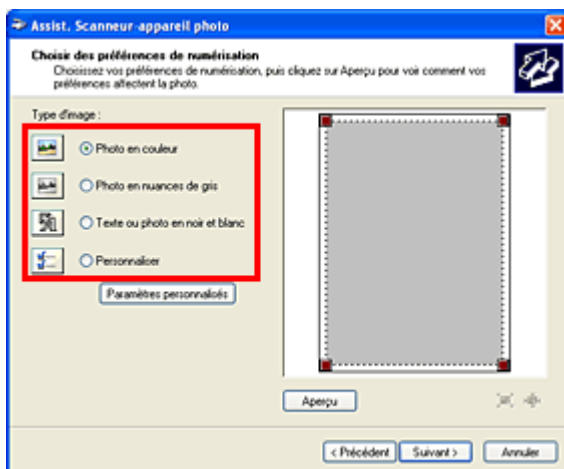 Assist. Scanneur-appareil photo
Choisir des préférences de numérisation
Choisissez vos préférences de numérisation, puis cliquez sur Aperçu pour voir comment vos
préférences affectent la photo.
Type d'image :
Photo en couleur
Photo en nuances de gris
Texte ou photo en noir et blanc
Personnaliser
Paramètres personnalisés
Aperçu
< Précédent
Suivant >
Annuler